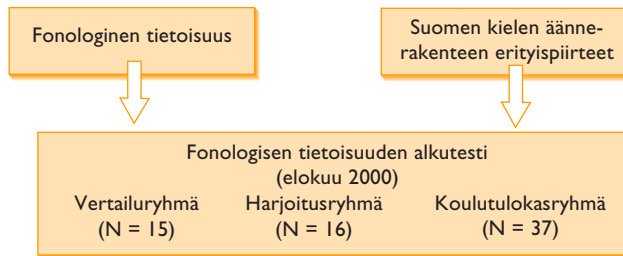 Fonologinen tietoisuus
Suomen kielen äänne-
rakenteen erityispiirteet
Fonologisen tietoisuuden alkutesti
(elokuu 2000)
Vertailuryhmä Harjoitusryhmä Koulutulokasryhmä
(N = 15) (N = 16) (N = 37)